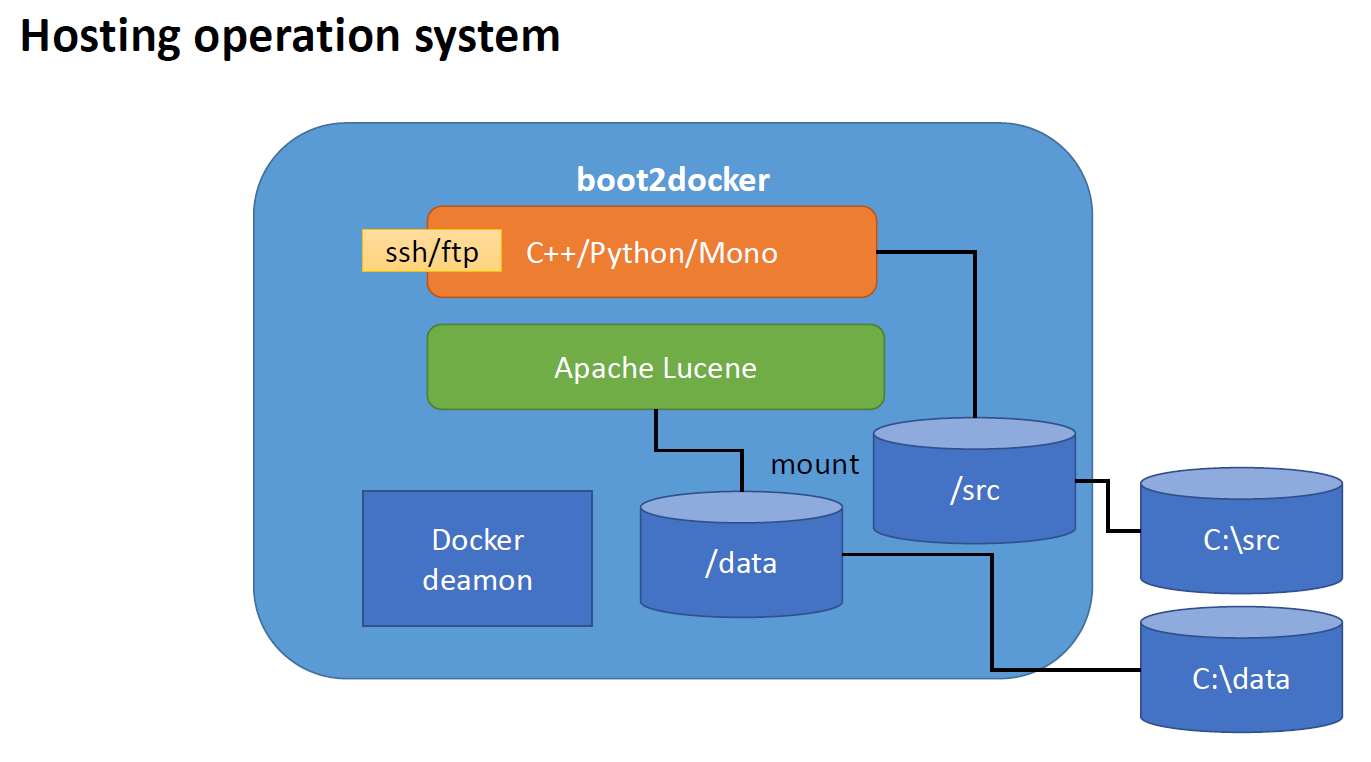 Hosting operation system
boot2docker
ssh/ftp
C++/Python/Mono
Apache Lucene
mount
/src
Docker
deamon
/data
C:\src
C:\data